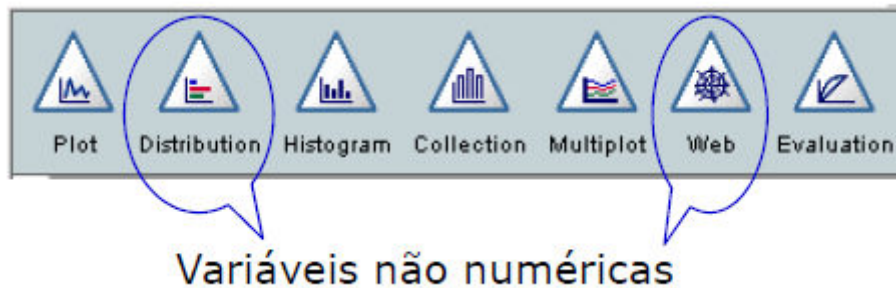 Plot Distribution Histogram Collection Multiplot Web Evaluation
Variáveis não numéricas